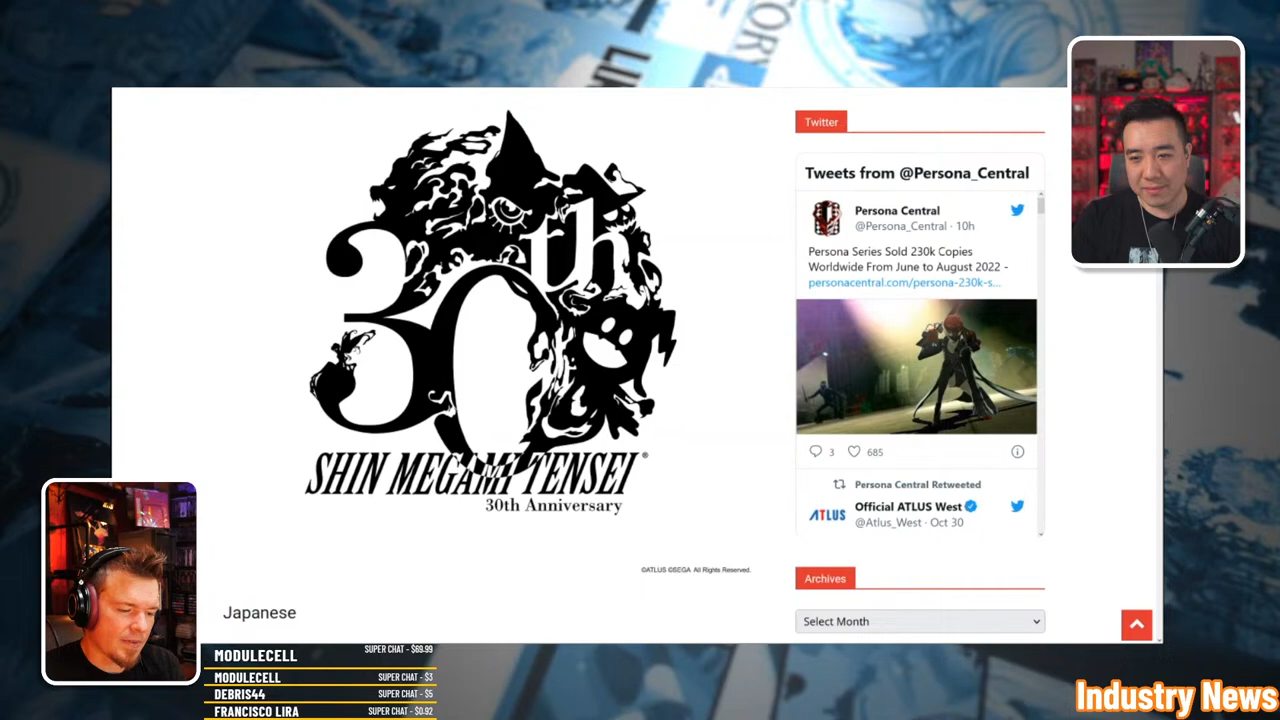 30th
SHIN MEGAMI TENSEI®
30th Anniversary
©ATLUS ©SEGA All Rights Reserved.
Japanese
Twitter
Tweets from @Persona_Central
Persona Central
@Persona_Central · 10h
Persona Series Sold 230k Copies
Worldwide From June to August 2022 -
personacentral.com/persona-230k-s...
3 685
Persona Central Retweeted
ATLUS
Official ATLUS West
@Atlus_West · Oct 30
Archives
Select Month
MODULECELL SUPER CHAT - $69.99
MODULECELL SUPER CHAT - $3
DEBRIS44 SUPER CHAT - $5
FRANCISCO LIRA SUPER CHAT - $0.92
Industry News